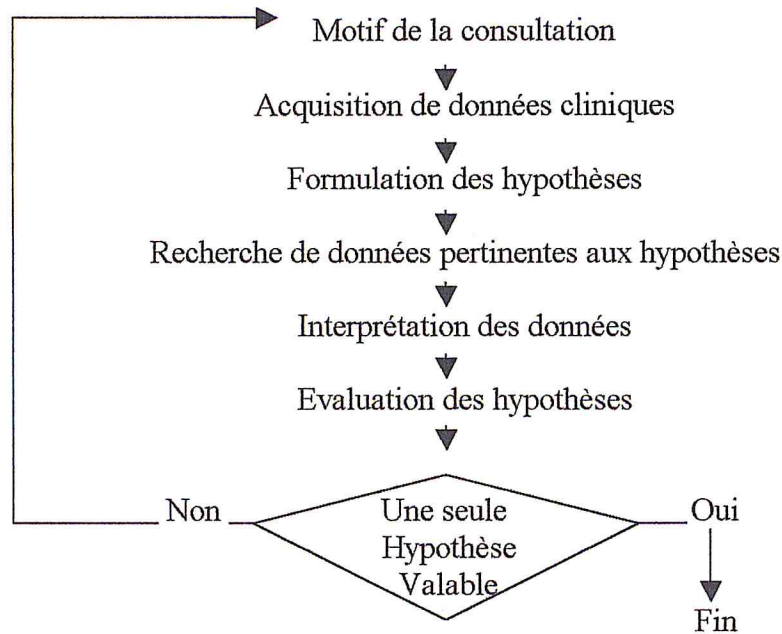 Motif de la consultation
Acquisition de données cliniques
Formulation des hypothèses
Recherche de données pertinentes aux hypothèses
Interprétation des données
Evaluation des hypothèses
Non
Une seule
Hypothèse
Valable
Oui
Fin